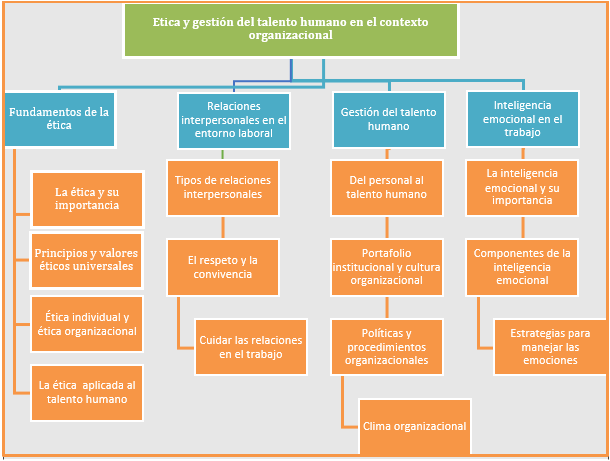 Etica y gestión del talento humano en el contexto
organizacional
Fundamentos de la
ética
La ética y su
importancia
Principios y valores
éticos universales
Ética individual y
ética organizacional
La ética aplicada al
talento humano
Relaciones
interpersonales en el
entorno laboral
Tipos de relaciones
interpersonales
El respeto y la
convivencia
Cuidar las relaciones
en el trabajo
Gestión del talento
humano
Del personal al
talento humano
Portafolio
institucional y cultura
organizacional
Políticas y
procedimientos
organizacionales
Clima organizacional
Inteligencia
emocional en el
trabajo
La inteligencia
emocional y su
importancia
Componentes de la
inteligencia
emocional
Estrategias para
manejar las
emociones